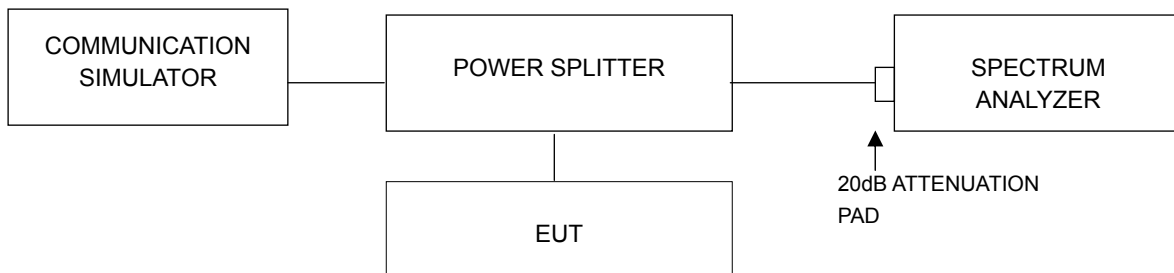 COMMUNICATION
SIMULATOR
POWER SPLITTER
SPECTRUM
ANALYZER
20dB ATTENUATION
PAD
EUT